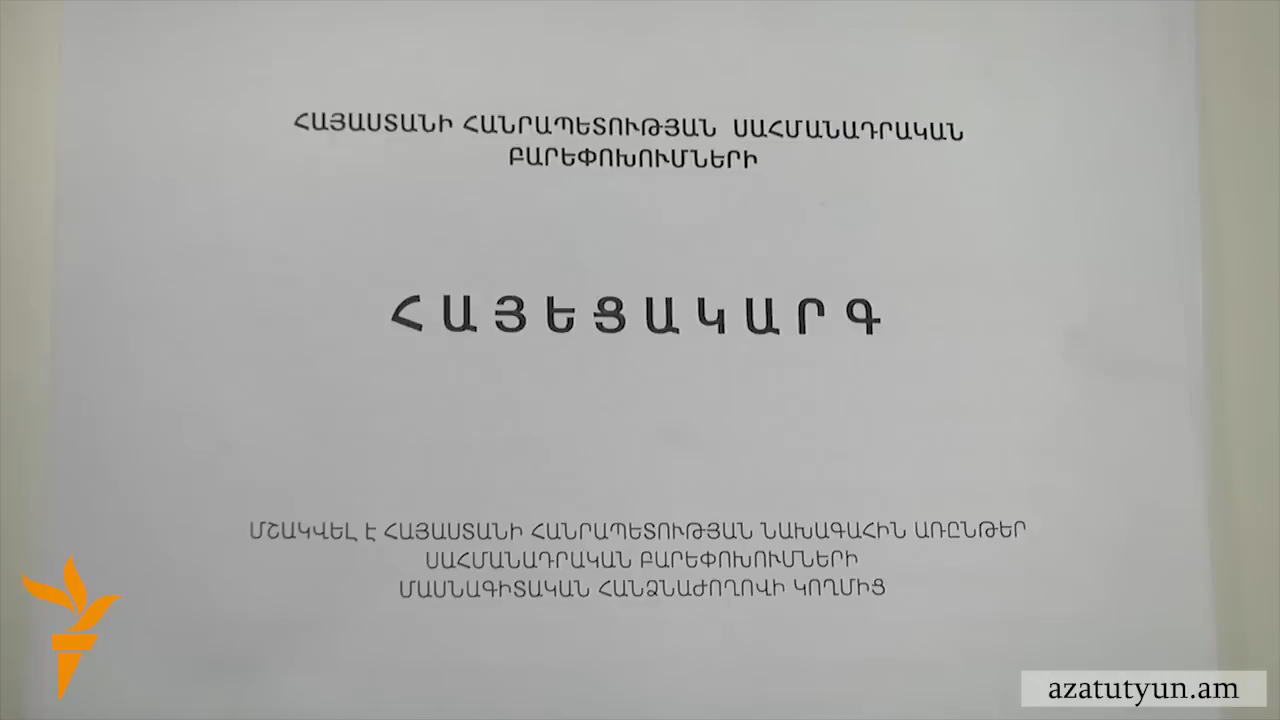 ՀԱՅԱՍՏԱՆԻ ՀԱՆՐԱՊԵՏՈՒԹՅԱՆ ՍԱՀՄԱՆԱԴՐԱԿԱՆ
ԲԱՐԵՓՈԽՈՒՄՆԵՐԻ
ՀԱՅԵՑԱԿԱՐԳ
ՄՇԱԿՎԵԼ Է ՀԱՅԱՍՏԱՆԻ ՀԱՆՐԱՊԵՏՈՒԹՅԱՆ ՆԱԽԱԳԱՀԻՆ ԱՌԸՆԹԵՐ
ՍԱՀՄԱՆԱԴՐԱԿԱՆ ԲԱՐԵՓՈԽՈՒՄՆԵՐԻ
ՄԱՍՆԱԳԻՏԱԿԱՆ ՀԱՆՁՆԱԺՈՂՈՎԻ ԿՈՂՄԻՑ
azatutyun.am